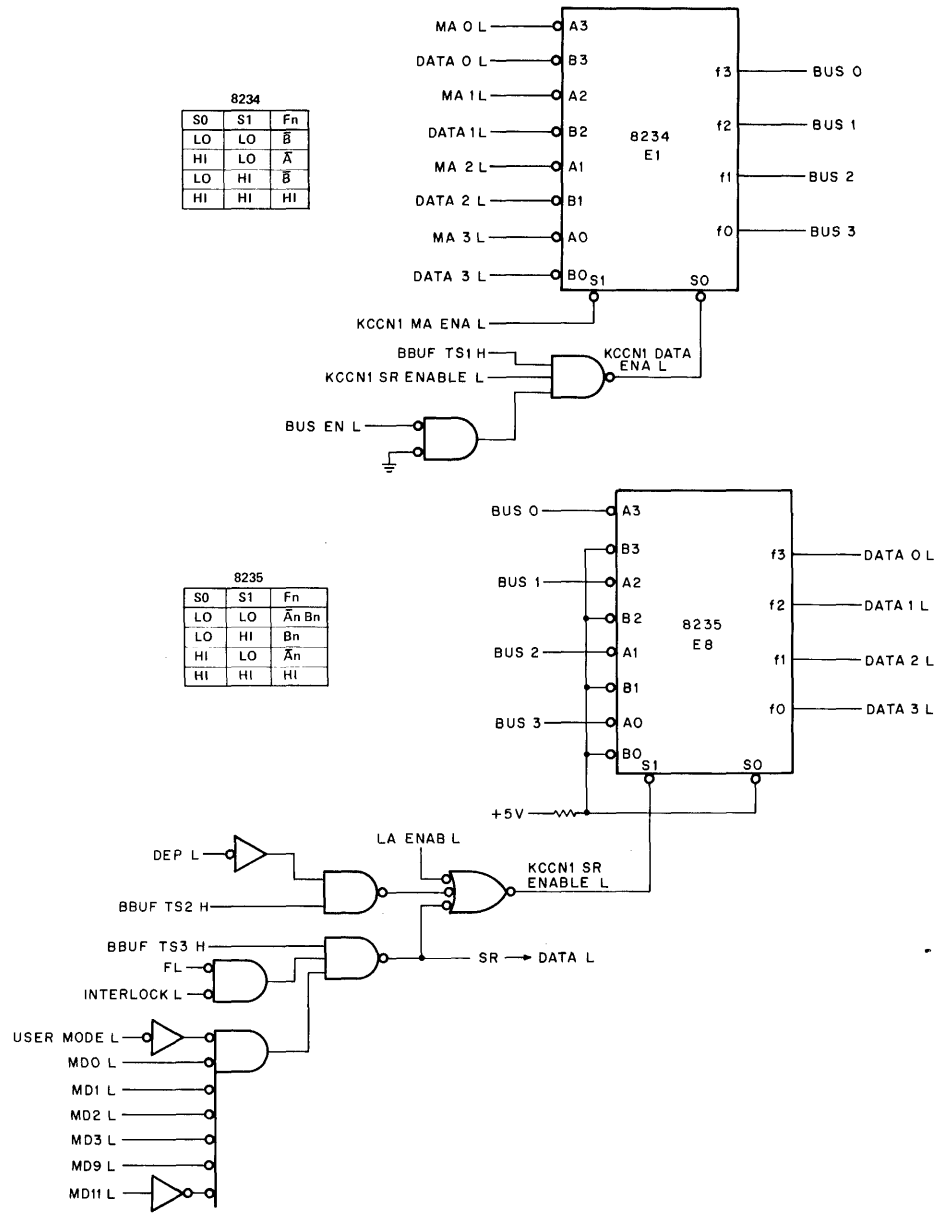 MA 0 L
A3
DATA 0 L
B3
f3
BUS 0
MA 1 L
A2
8234
S0 S1 Fn
LO LO B̅
HI LO A̅
LO HI B̅
HI HI HI
DATA 1 L
B2
8234
E1
f2
BUS 1
MA 2 L
A1
f1
BUS 2
DATA 2 L
B1
MA 3 L
A0
f0
BUS 3
DATA 3 L
B0
S1
S0
KCCN1 MA ENA L
BBUF TS1 H
KCCN1 DATA
ENA L
KCCN1 SR ENABLE L
BUS EN L
BUS 0
A3
B3
f3
DATA 0 L
8235
S0 S1 Fn
LO LO A̅n Bn
LO HI Bn
HI LO A̅n
HI HI HI
BUS 1
A2
B2
8235
E8
f2
DATA 1 L
BUS 2
A1
f1
DATA 2 L
B1
BUS 3
A0
f0
DATA 3 L
B0
S1
S0
+5V
LA ENAB L
DEP L
KCCN1 SR
ENABLE L
BBUF TS2 H
BBUF TS3 H
FL
SR → DATA L
INTERLOCK L
USER MODE L
MD0 L
MD1 L
MD2 L
MD3 L
MD9 L
MD11 L